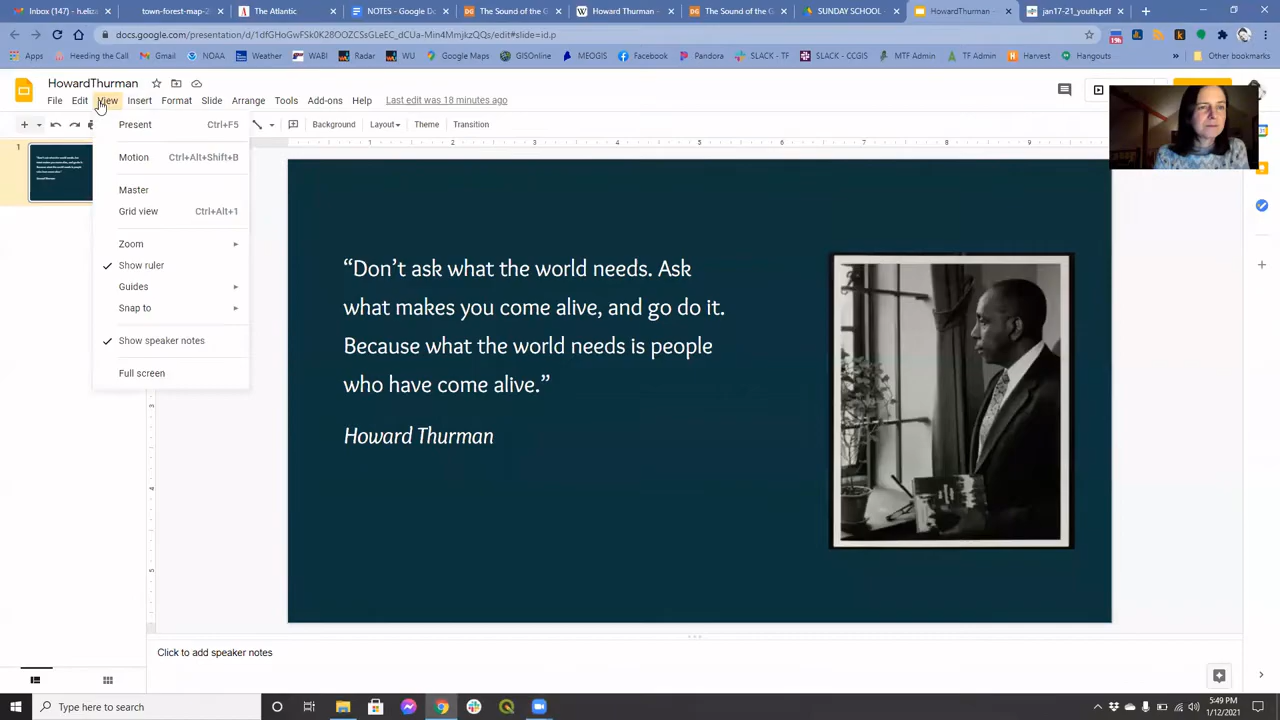 Inbox (147) -
town-forest-map-D
The Atlantic
NOTES - Google D
The Sound of the G
Howard Thurman
The Sound of the G
SUNDAY SCHOOL -
HowardThurman
jan17-21_youth.pdf
docs.google.com/presentation/d/1dfGHoGwFSk0K28OOZCSsGLeEC_dCUa-Min4MmjkzQQs/edit#slide=id.p
Apps
Heeding the Call
Gmail
NOAA
Weather
WABI
Radar
WU
Google Maps
GISOnline
MEOGIS
Facebook
Pandora
SLACK - TF
SLACK - CCGIS
MTF Admin
TF Admin
Harvest
Hangouts
Other bookmarks
HowardThurman
File Edit View Insert Format Slide Arrange Tools Add-ons Help Last edit was 18 minutes ago
Background Layout Theme Transition
Present Ctrl+F5
Motion Ctrl+Alt+Shift+B
Master
Grid view Ctrl+Alt+1
Zoom
Show ruler
Guides
Snap to
Show speaker notes
Full screen
1
“Don’t ask what the world needs. Ask
what makes you come alive, and go do it.
Because what the world needs is people
who have come alive.”
Howard Thurman
Click to add speaker notes
Type here to search
5:49 PM
1/12/2021